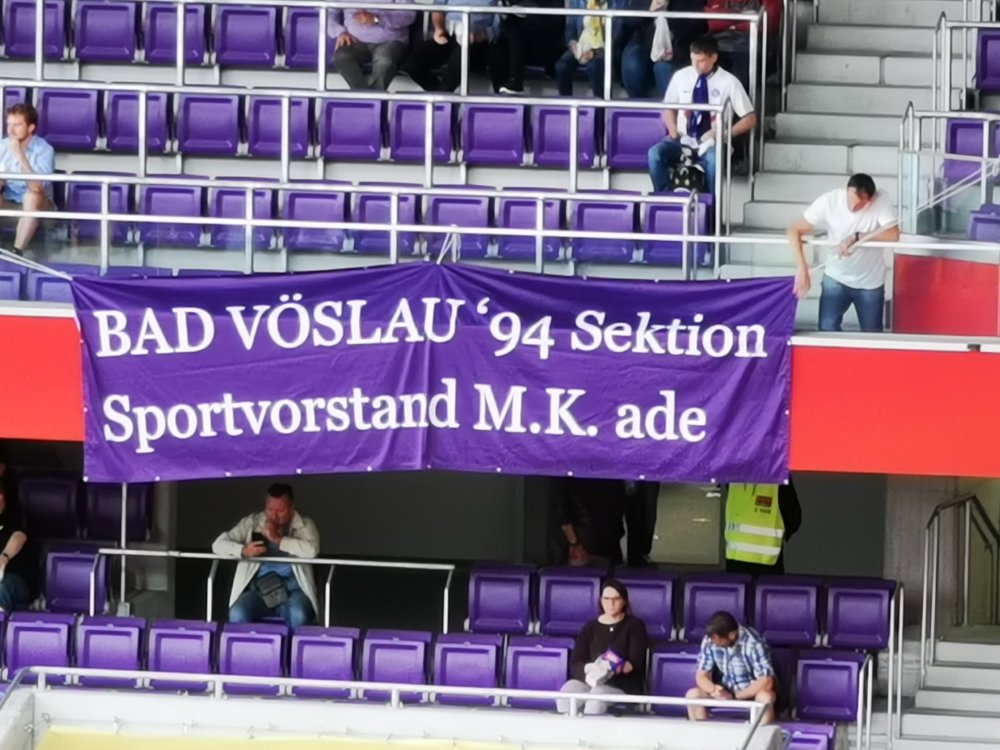 BAD VÖSLAU ‘94 Sektion
Sportvorstand M.K. ade